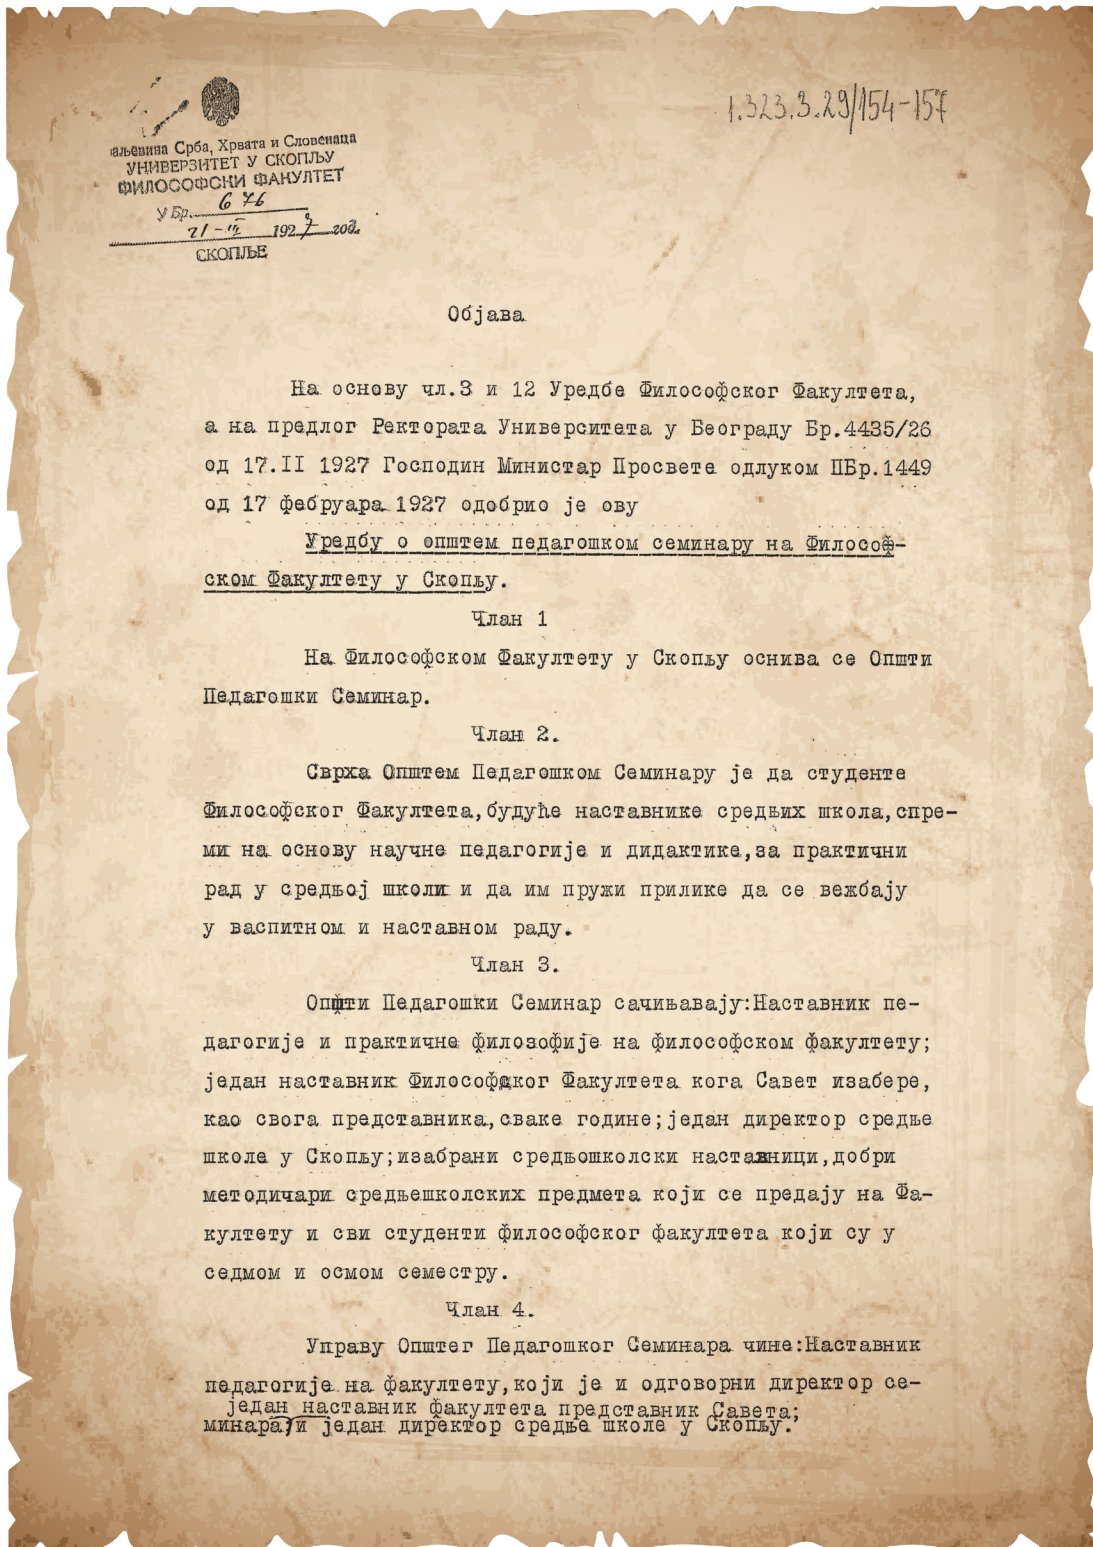 1.323.3.29/154-157
аљевина Срба, Хрвата и Словенаца
УНИВЕРЗИТЕТ У СКОПЉУ
ФИЛОСОФСКИ ФАКУЛТЕТ
У Бр. 676
21-III 1927 год.
СКОПЉЕ
Објава
На основу чл.3 и 12 Уредбе Философског Факултета,
а на предлог Ректората Университета у Београду Бр.4435/26
од 17.II 1927 Господин Министар Просвете одлуком ПБр.1449
од 17 фебруара 1927 одобрио је ову
Уредбу о општем педагошком семинару на Философ-
ском Факултету у Скопљу.
Члан 1
На Философском Факултету у Скопљу оснива се Општи
Педагошки Семинар.
Члан 2.
Сврха Општем Педагошком Семинару је да студенте
Философског Факултета,будуће наставнике средњих школа,спре-
ми на основу научне педагогије и дидактике,за практични
рад у средњој школи и да им пружи прилике да се вежбају
у васпитном и наставном раду.
Члан 3.
Општи Педагошки Семинар сачињавају:Наставник пе-
дагогије и практичне филозофије на философском факултету;
један наставник Философског Факултета кога Савет изабере,
као свога представника,сваке године;један директор средње
школе у Скопљу;изабрани средњошколски наставници,добри
методичари средњешколских предмета који се предају на Фа-
култету и сви студенти философског факултета који су у
седмом и осмом семестру.
Члан 4.
Управу Општег Педагошког Семинара чине:Наставник
педагогије на факултету,који је и одговорни директор се-
један наставник факултета представник Савета;
минара,и један директор средње школе у Скопљу.